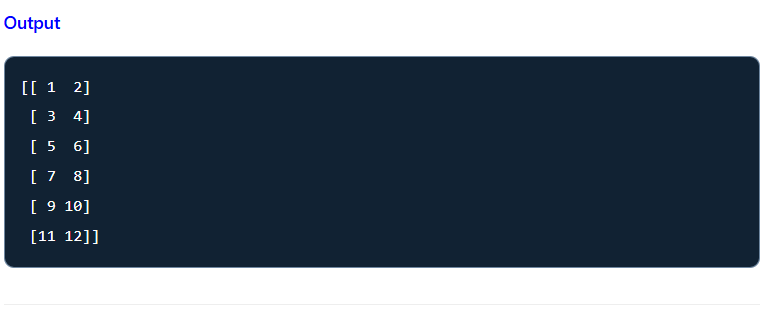 Output
[[ 1  2]
 [ 3  4]
 [ 5  6]
 [ 7  8]
 [ 9 10]
 [11 12]]